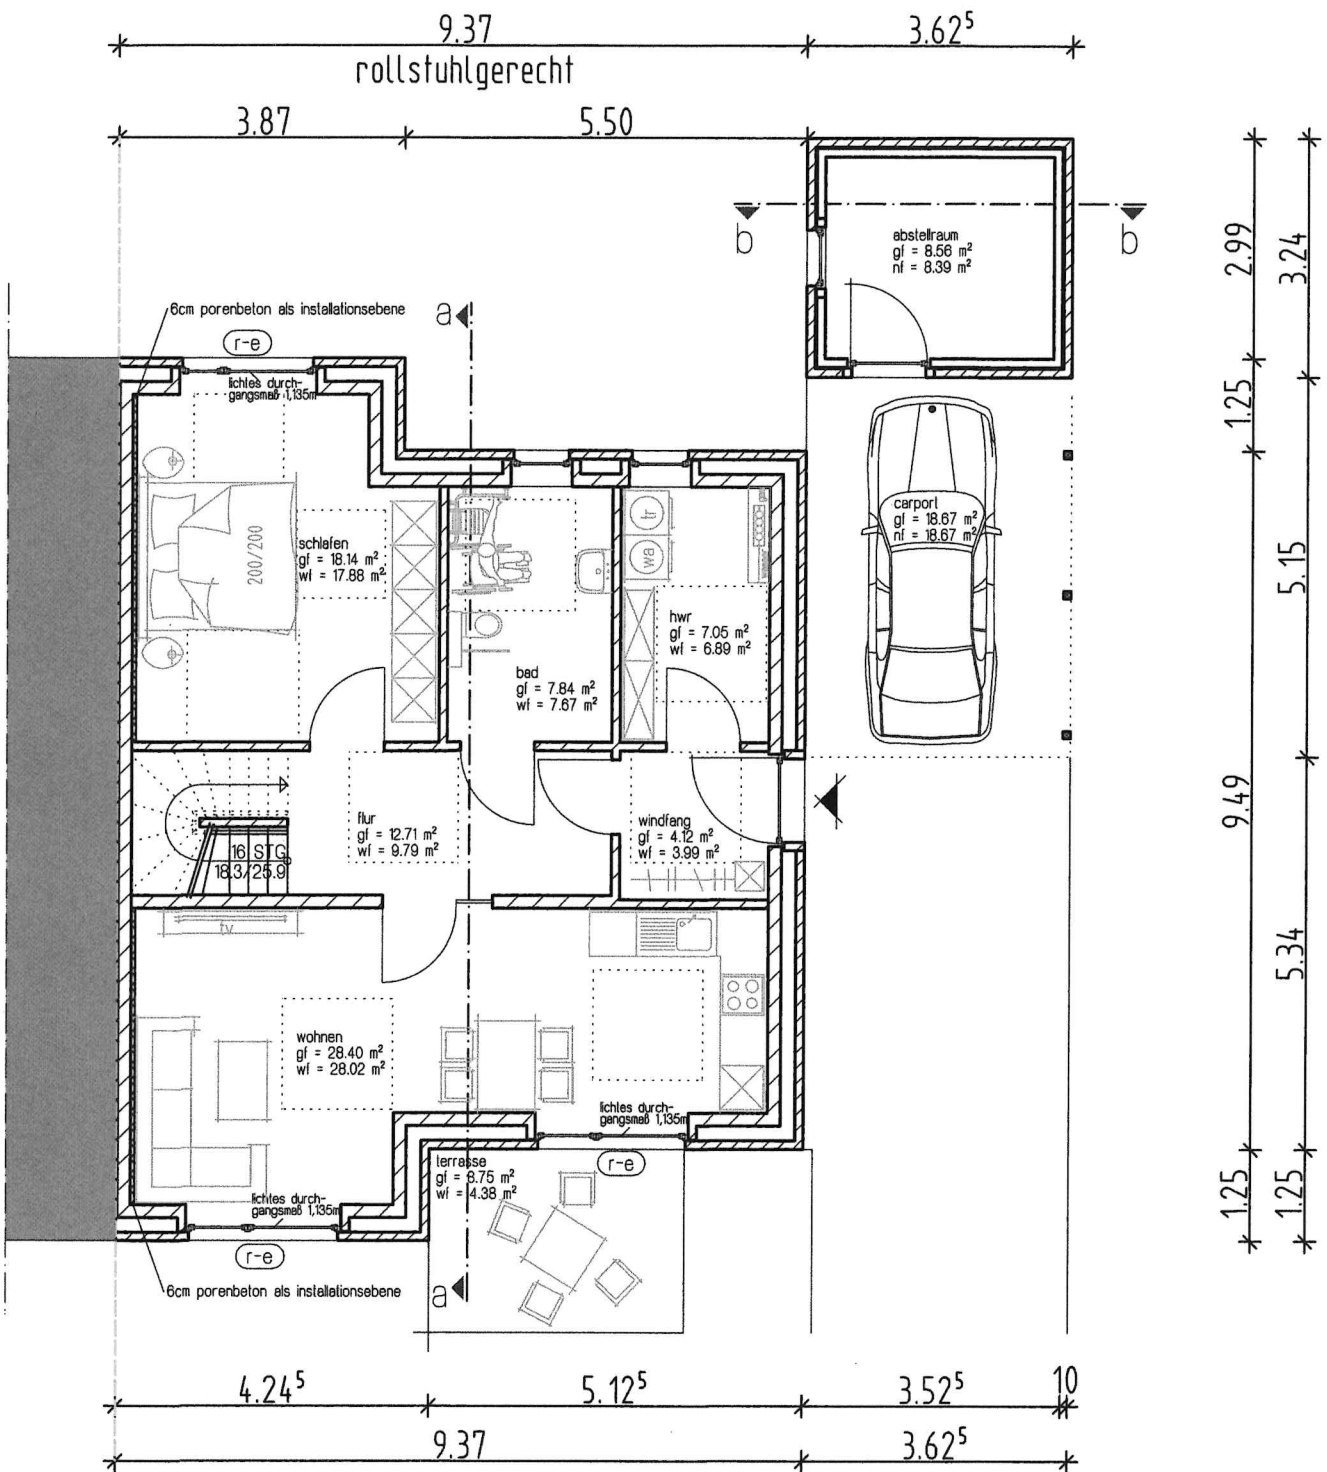 9.37
3.62⁵
rollstuhlgerecht
3.87
5.50
b
b
abstellraum
gf = 8.56 m²
nf = 8.39 m²
2.99
3.24
6cm porenbeton als installationsebene
a
r-e
lichtes durch-
gangsmaß 1,135m
1.25
carport
gf = 18.67 m²
nf = 18.67 m²
schlafen
gf = 18.14 m²
wf = 17.88 m²
200/200
tr
wa
5.15
hwr
gf = 7.05 m²
wf = 6.89 m²
bad
gf = 7.84 m²
wf = 7.67 m²
9.49
flur
gf = 12.71 m²
wf = 9.79 m²
windfang
gf = 4.12 m²
wf = 3.99 m²
16 STG
18.3/25.9
tv
5.34
wohnen
gf = 28.40 m²
wf = 28.02 m²
lichtes durch-
gangsmaß 1,135m
r-e
terrasse
gf = 8.75 m²
wf = 4.38 m²
lichtes durch-
gangsmaß 1,135m
r-e
1.25
1.25
6cm porenbeton als installationsebene
a
4.24⁵
5.12⁵
3.52⁵
10
9.37
3.62⁵